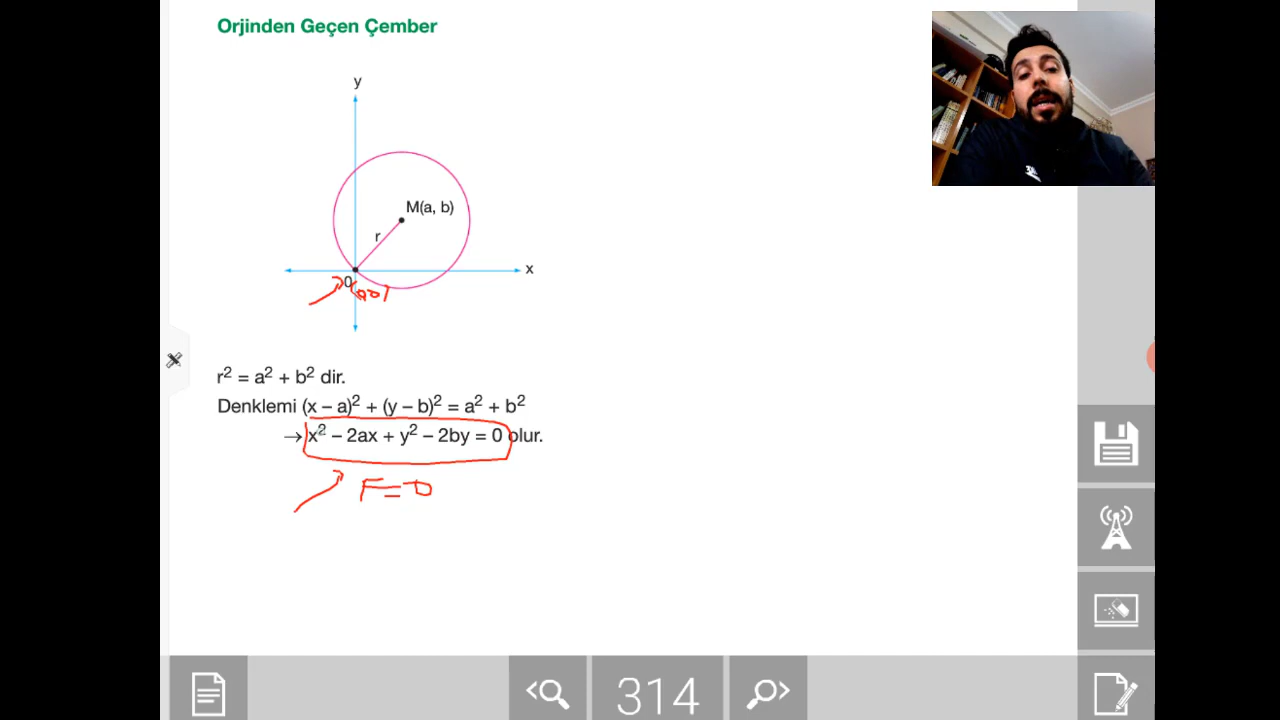 Orjinden Geçen Çember
y
M(a, b)
r
x
0
(0,0)
r² = a² + b² dir.
Denklemi (x – a)² + (y – b)² = a² + b²
→ x² – 2ax + y² – 2by = 0 olur.
F=0
314